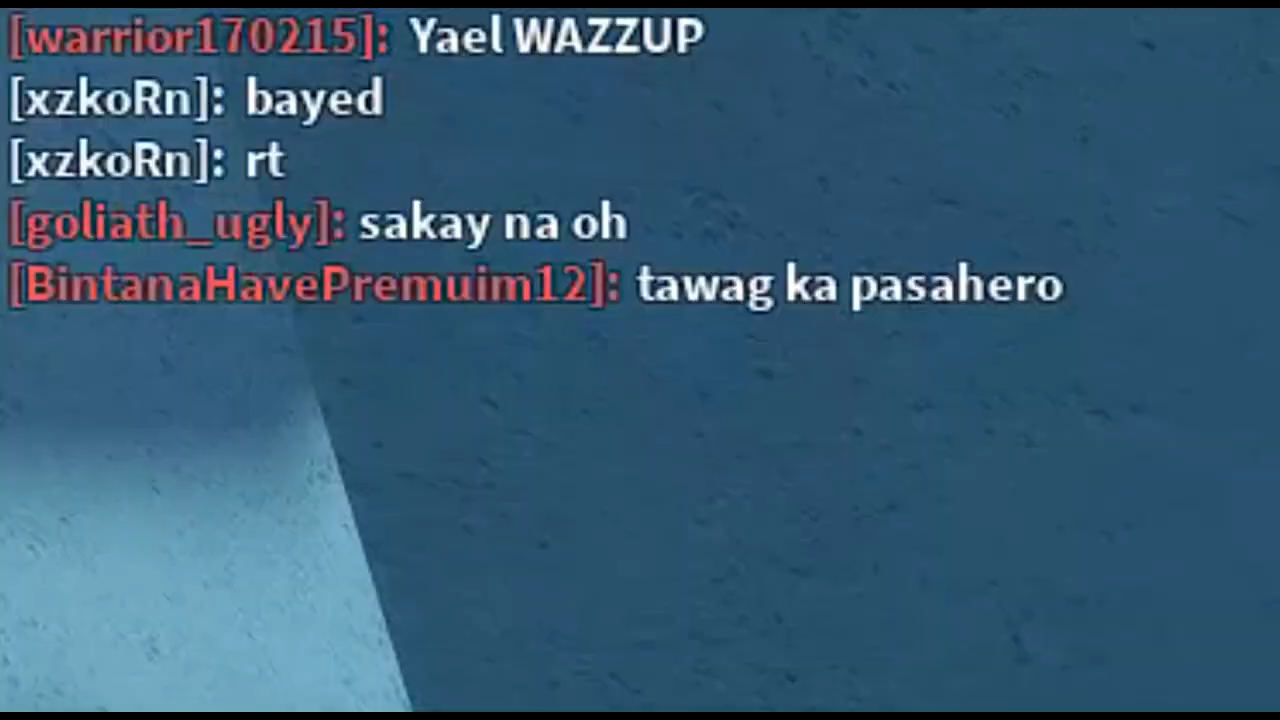 [warrior170215]: Yael WAZZUP
[xzkoRn]: bayed
[xzkoRn]: rt
[goliath_ugly]: sakay na oh
[BintanaHavePremuim12]: tawag ka pasahero